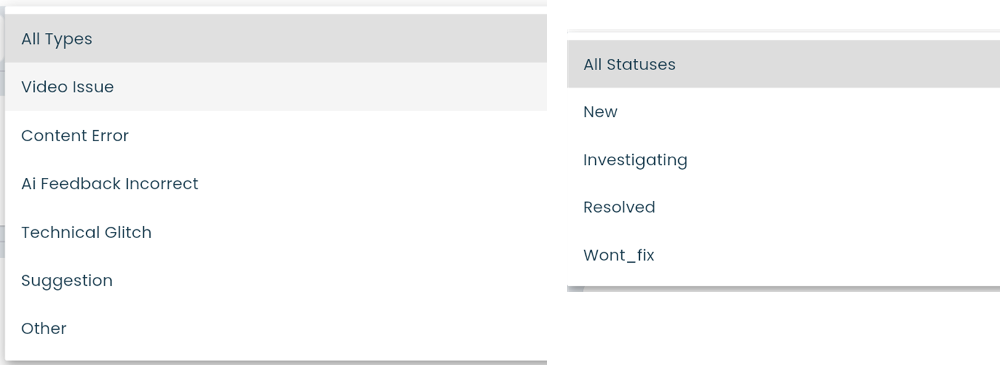 All Types
Video Issue
Content Error
Ai Feedback Incorrect
Technical Glitch
Suggestion
Other
All Statuses
New
Investigating
Resolved
Wont_fix